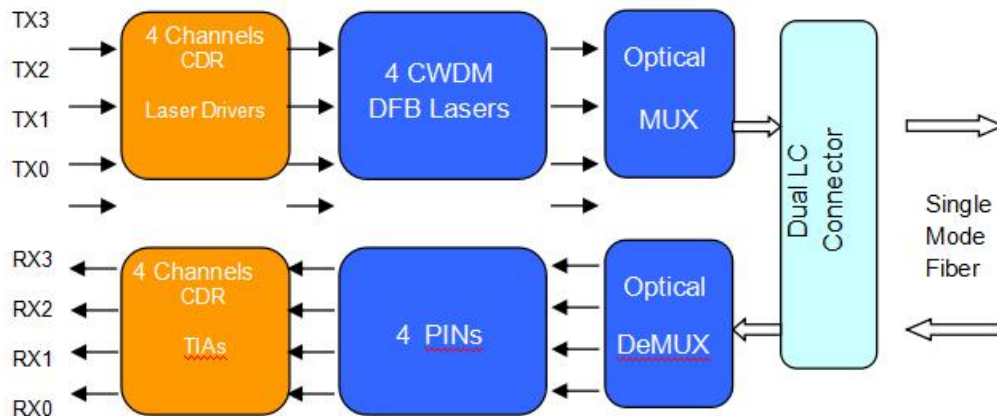 TX3
TX2
TX1
TX0
4 Channels
CDR
Laser Drivers
4 CWDM
DFB Lasers
Optical
MUX
Dual LC
Connector
Single
Mode
Fiber
RX3
RX2
RX1
RX0
4 Channels
CDR
TIAs
4 PINs
Optical
DeMUX